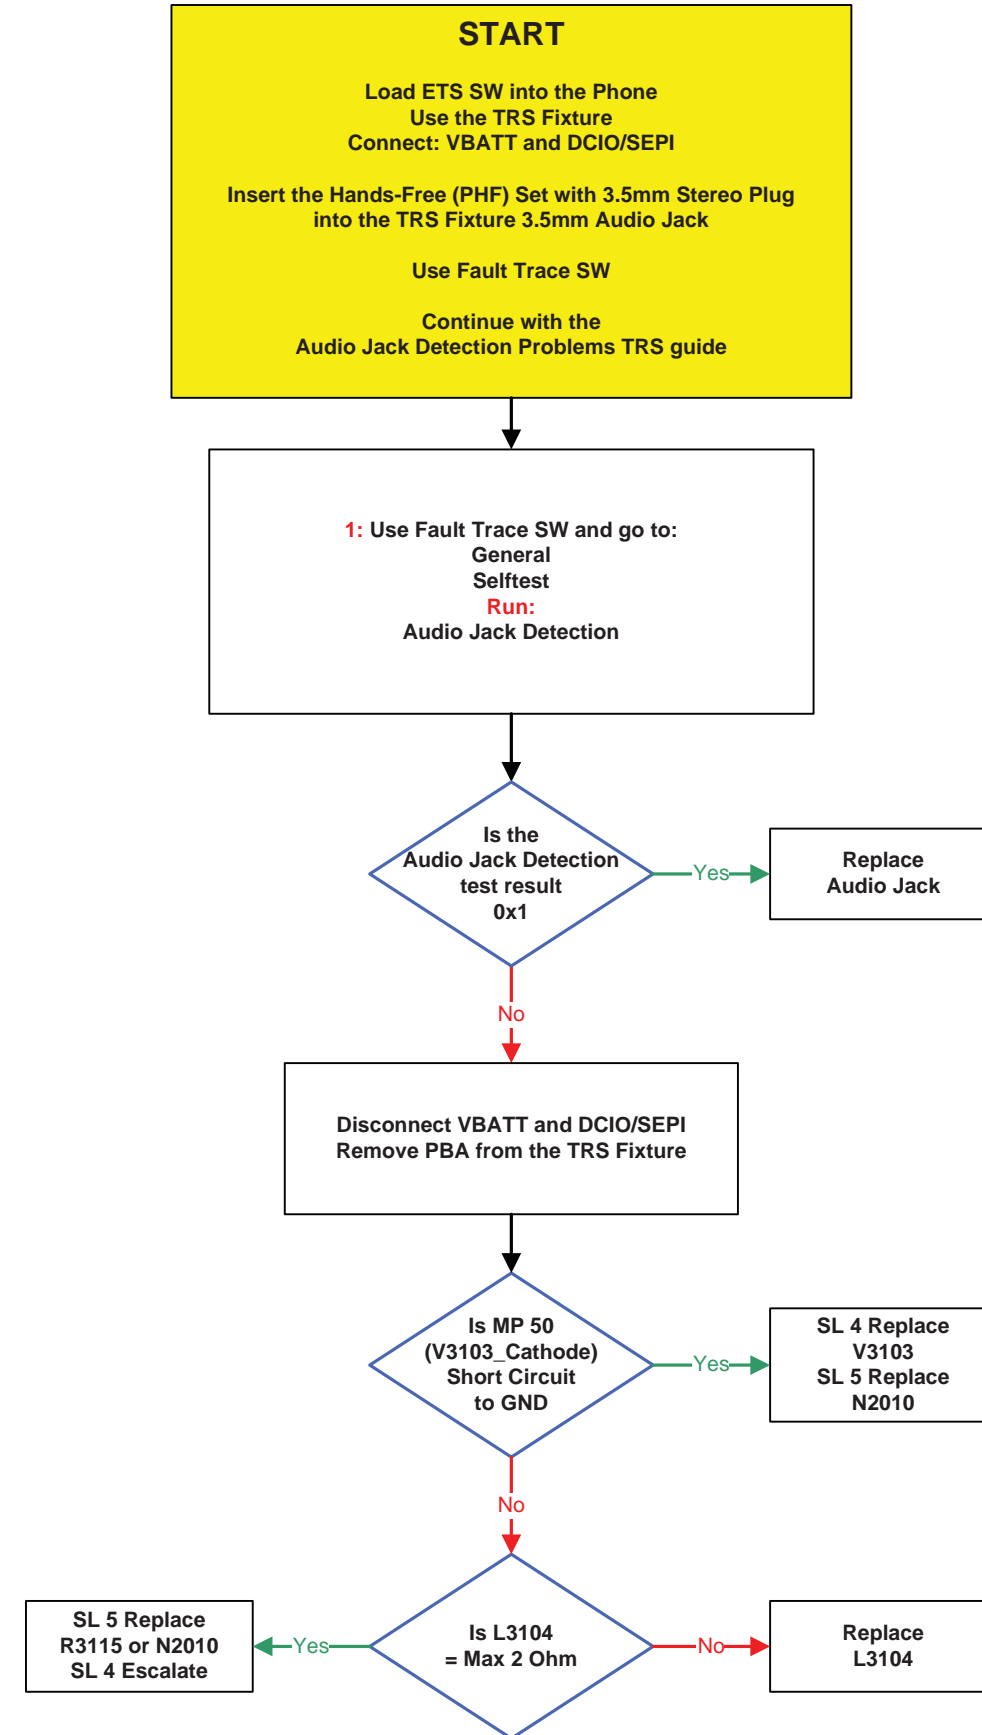 START
Load ETS SW into the Phone
Use the TRS Fixture
Connect: VBATT and DCIO/SEPI
Insert the Hands-Free (PHF) Set with 3.5mm Stereo Plug
into the TRS Fixture 3.5mm Audio Jack
Use Fault Trace SW
Continue with the
Audio Jack Detection Problems TRS guide
1: Use Fault Trace SW and go to:
General
Selftest
Run:
Audio Jack Detection
Is the
Audio Jack Detection
test result
0x1
Yes
Replace
Audio Jack
No
Disconnect VBATT and DCIO/SEPI
Remove PBA from the TRS Fixture
Is MP 50
(V3103_Cathode)
Short Circuit
to GND
Yes
SL 4 Replace
V3103
SL 5 Replace
N2010
No
SL 5 Replace
R3115 or N2010
SL 4 Escalate
Yes
Is L3104
= Max 2 Ohm
No
Replace
L3104